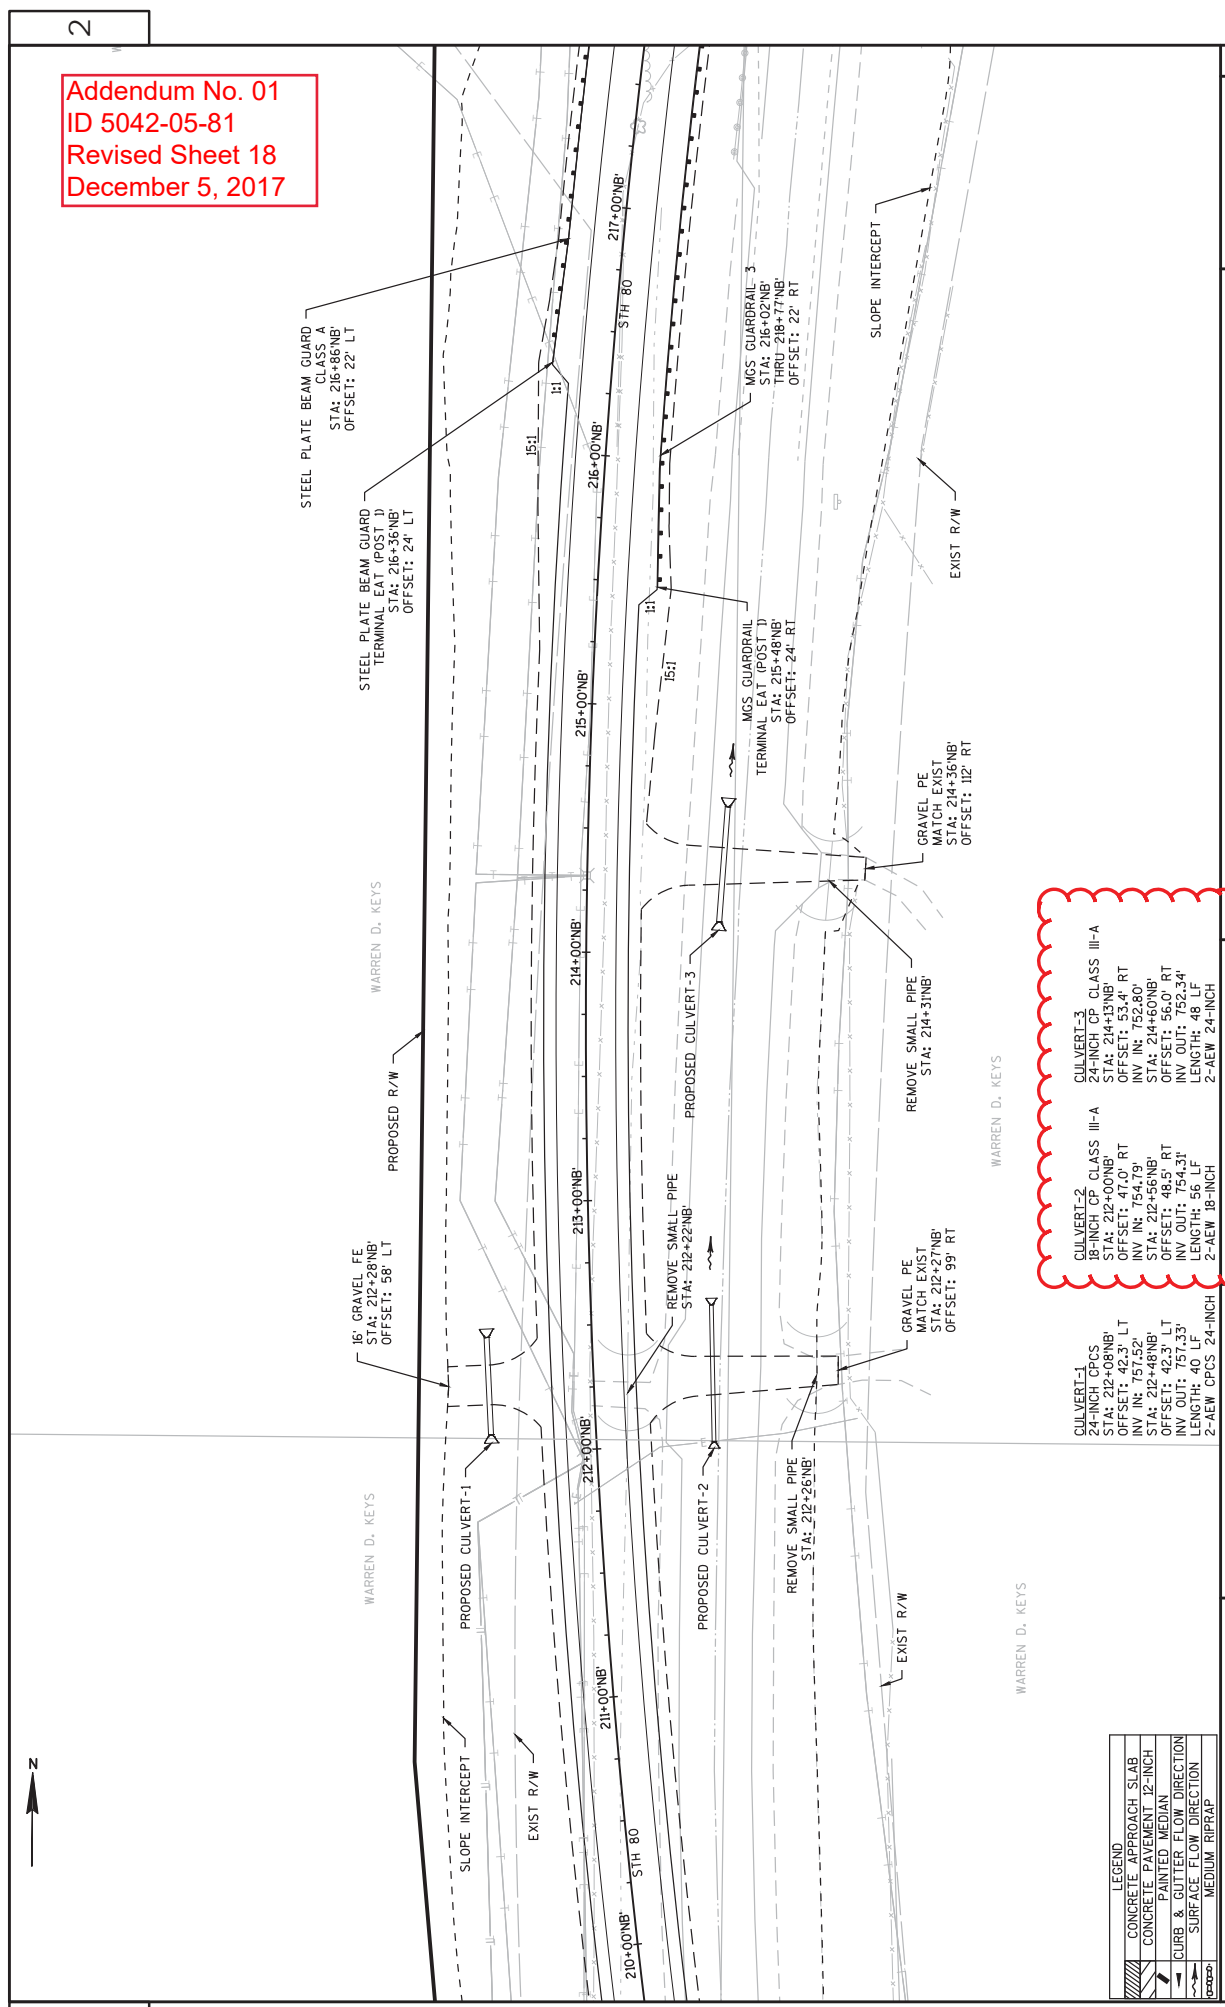 2
Addendum No. 01
ID 5042-05-81
Revised Sheet 18
December 5, 2017
STEEL PLATE BEAM GUARD
CLASS A
STA: 216+86'NB'
OFFSET: 22' LT
STEEL PLATE BEAM GUARD
TERMINAL EAT (POST 1)
STA: 216+36'NB'
OFFSET: 24' LT
WARREN D. KEYS
PROPOSED R/W
16' GRAVEL FE
STA: 212+28'NB'
OFFSET: 58' LT
WARREN D. KEYS
PROPOSED CULVERT-1
SLOPE INTERCEPT
EXIST R/W
N
15:1
1:1
210+00'NB'
STH 80
211+00'NB'
212+00'NB'
213+00'NB'
214+00'NB'
215+00'NB'
216+00'NB'
STH 80
217+00'NB'
1:1
15:1
REMOVE SMALL PIPE
STA: 212+22'NB'
PROPOSED CULVERT-2
PROPOSED CULVERT-3
MGS GUARDRAIL
TERMINAL EAT (POST 1)
STA: 215+48'NB'
OFFSET: 24' RT
MGS GUARDRAIL 3
STA: 216+02'NB'
THRU 218+77'NB'
OFFSET: 22' RT
SLOPE INTERCEPT
EXIST R/W
REMOVE SMALL PIPE
STA: 212+26'NB'
GRAVEL PE
MATCH EXIST
STA: 212+27'NB'
OFFSET: 99' RT
REMOVE SMALL PIPE
STA: 214+31'NB'
GRAVEL PE
MATCH EXIST
STA: 214+36'NB'
OFFSET: 112' RT
EXIST R/W
WARREN D. KEYS
WARREN D. KEYS
CULVERT-1
24-INCH CPCS
STA: 212+08'NB'
OFFSET: 42.3' LT
INV IN: 757.52'
STA: 212+48'NB'
OFFSET: 42.3' LT
INV OUT: 757.33'
LENGTH: 40 LF
2-AEW CPCS 24-INCH
CULVERT-2
18-INCH CP CLASS III-A
STA: 212+00'NB'
OFFSET: 47.0' RT
INV IN: 754.79'
STA: 212+56'NB'
OFFSET: 48.5' RT
INV OUT: 754.31'
LENGTH: 56 LF
2-AEW 18-INCH
CULVERT-3
24-INCH CP CLASS III-A
STA: 214+13'NB'
OFFSET: 53.4' RT
INV IN: 752.80'
STA: 214+60'NB'
OFFSET: 56.0' RT
INV OUT: 752.34'
LENGTH: 48 LF
2-AEW 24-INCH
LEGEND
CONCRETE APPROACH SLAB
CONCRETE PAVEMENT 12-INCH
PAINTED MEDIAN
CURB & GUTTER FLOW DIRECTION
SURFACE FLOW DIRECTION
MEDIUM RIPRAP